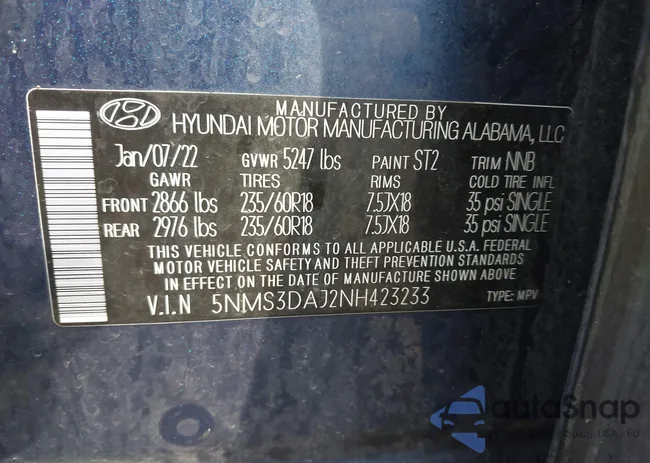 MANUFACTURED BY
HYUNDAI MOTOR MANUFACTURING ALABAMA, LLC
Jan/07/22 GVWR 5247 lbs PAINT ST2 TRIM NNB
GAWR TIRES RIMS COLD TIRE INFL
FRONT 2866 lbs 235/60R18 7.5JX18 35 psi SINGLE
REAR 2976 lbs 235/60R18 7.5JX18 35 psi SINGLE
THIS VEHICLE CONFORMS TO ALL APPLICABLE U.S.A. FEDERAL
MOTOR VEHICLE SAFETY AND THEFT PREVENTION STANDARDS
IN EFFECT ON THE DATE OF MANUFACTURE SHOWN ABOVE
V.I.N 5NMS3DAJ2NH423233 TYPE: MPV
autoSnap
USA - EU